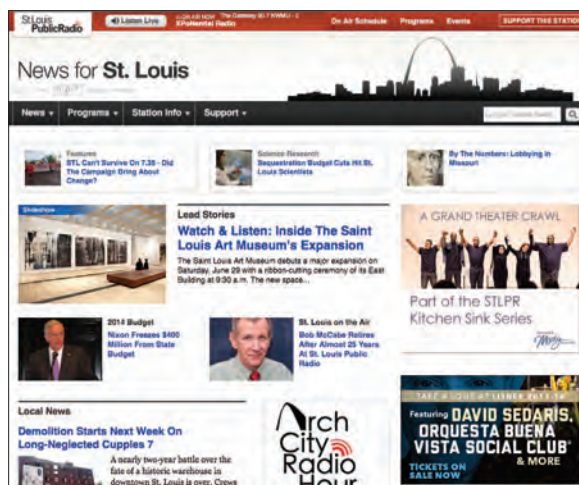 St.Louis
PublicRadio
Listen Live
ON AIR NOW The Gateway 90.7 KWMU - 2
XPoNential Radio
On Air Schedule
Programs
Events
SUPPORT THIS STATION
News for St. Louis
News
Programs
Station Info
Support
Features
STL Can't Survive On 7.35 - Did
The Campaign Bring About
Change?
Science Research
Sequestration Budget Cuts Hit St.
Louis Scientists
By The Numbers: Lobbying in
Missouri
Slideshow
Lead Stories
Watch & Listen: Inside The Saint
Louis Art Museum's Expansion
The Saint Louis Art Museum debuts a major expansion on
Saturday, June 29 with a ribbon-cutting ceremony of its East
Building at 9:30 a.m. The new space...
A GRAND THEATER CRAWL
Part of the STLPR
Kitchen Sink Series
2014 Budget
Nixon Freezes $400
Million From State
Budget
St. Louis on the Air
Bob McCabe Retires
After Almost 25 Years
At St. Louis Public
Radio
Local News
Demolition Starts Next Week On
Long-Neglected Cupples 7
A nearly two-year battle over the
fate of a historic warehouse in
downtown St. Louis is over. Crews
Arch
City
Radio
Hour
Featuring DAVID SEDARIS,
ORQUESTA BUENA
VISTA SOCIAL CLUB
& MORE
TICKETS ON
SALE NOW